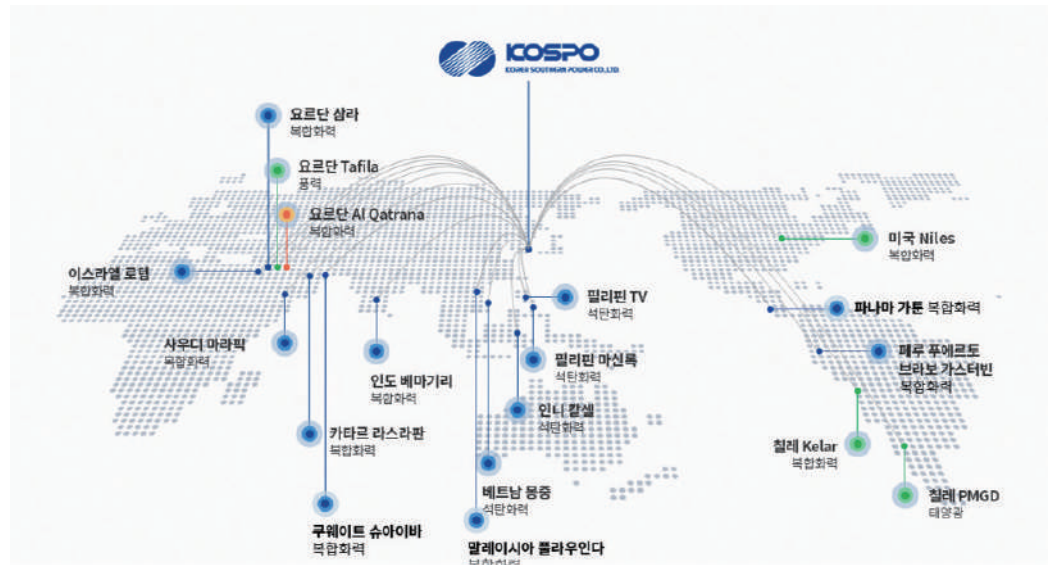 KOSPO
KOREA SOUTHERN POWER CO., LTD.
요르단 삼라
복합화력
요르단 Tafila
풍력
요르단 Al Qatrana
복합화력
이스라엘 로템
복합화력
사우디 마라픽
복합화력
인도 베마기리
복합화력
카타르 라스라판
복합화력
쿠웨이트 슈아이바
복합화력
필리핀 TV
석탄화력
필리핀 마신록
석탄화력
인니 칼셀
석탄화력
베트남 몽중
석탄화력
말레이시아 플라우인다
복합화력
미국 Niles
복합화력
파나마 가툰 복합화력
페루 푸에르토
브라보 가스터빈
복합화력
칠레 Kelar
복합화력
칠레 PMGD
태양광